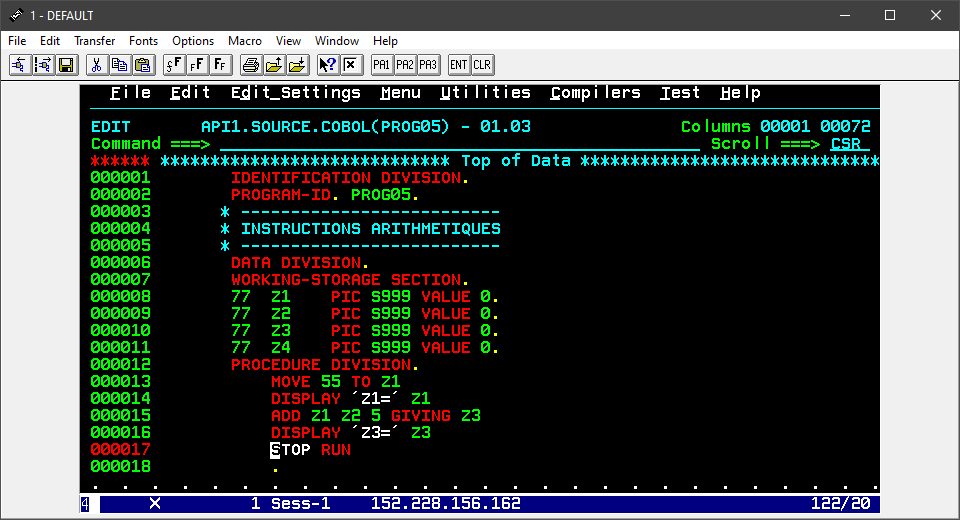 1 - DEFAULT
File Edit Transfer Fonts Options Macro View Window Help
PA1 PA2 PA3 ENT CLR
File Edit Edit_Settings Menu Utilities Compilers Test Help
EDIT API1.SOURCE.COBOL(PROG05) - 01.03 Columns 00001 00072
Command ===> Scroll ===> CSR
****** ***************************** Top of Data ******************************
000001 IDENTIFICATION DIVISION.
000002 PROGRAM-ID. PROG05.
000003 * --------------------------
000004 * INSTRUCTIONS ARITHMETIQUES
000005 * --------------------------
000006 DATA DIVISION.
000007 WORKING-STORAGE SECTION.
000008 77 Z1 PIC S999 VALUE 0.
000009 77 Z2 PIC S999 VALUE 0.
000010 77 Z3 PIC S999 VALUE 0.
000011 77 Z4 PIC S999 VALUE 0.
000012 PROCEDURE DIVISION.
000013 MOVE 55 TO Z1
000014 DISPLAY ´Z1=´ Z1
000015 ADD Z1 Z2 5 GIVING Z3
000016 DISPLAY ´Z3=´ Z3
000017 STOP RUN
000018 .
. . . . . . . . . . . . . . . . . . . . . . . . . . .
4 X 1 Sess-1 152.228.156.162 122/20